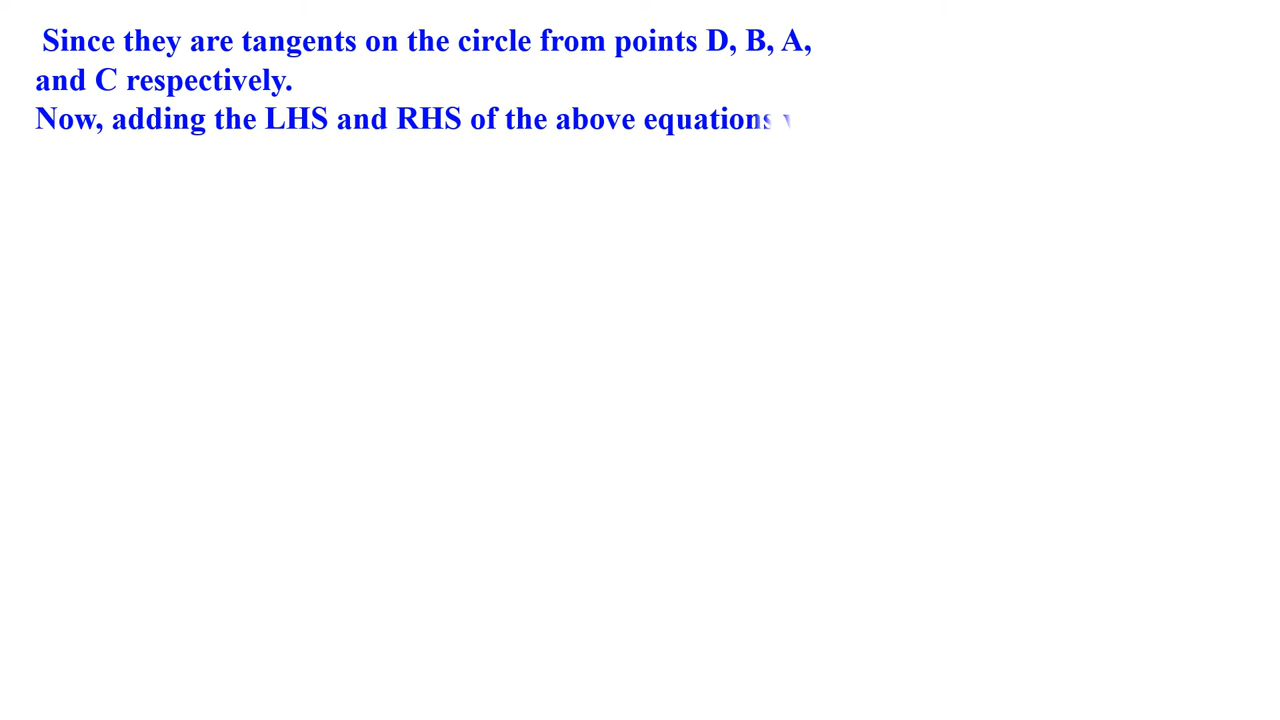 Since they are tangents on the circle from points D, B, A,
and C respectively.
Now, adding the LHS and RHS of the above equations